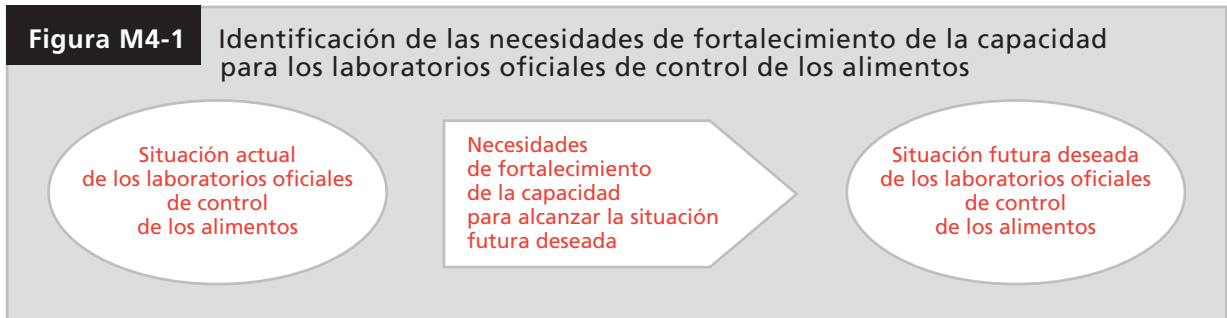 Figura M4-1
Identificación de las necesidades de fortalecimiento de la capacidad
para los laboratorios oficiales de control de los alimentos
Situación actual
de los laboratorios oficiales
de control
de los alimentos
Necesidades
de fortalecimiento
de la capacidad
para alcanzar la situación
futura deseada
Situación futura deseada
de los laboratorios oficiales
de control
de los alimentos